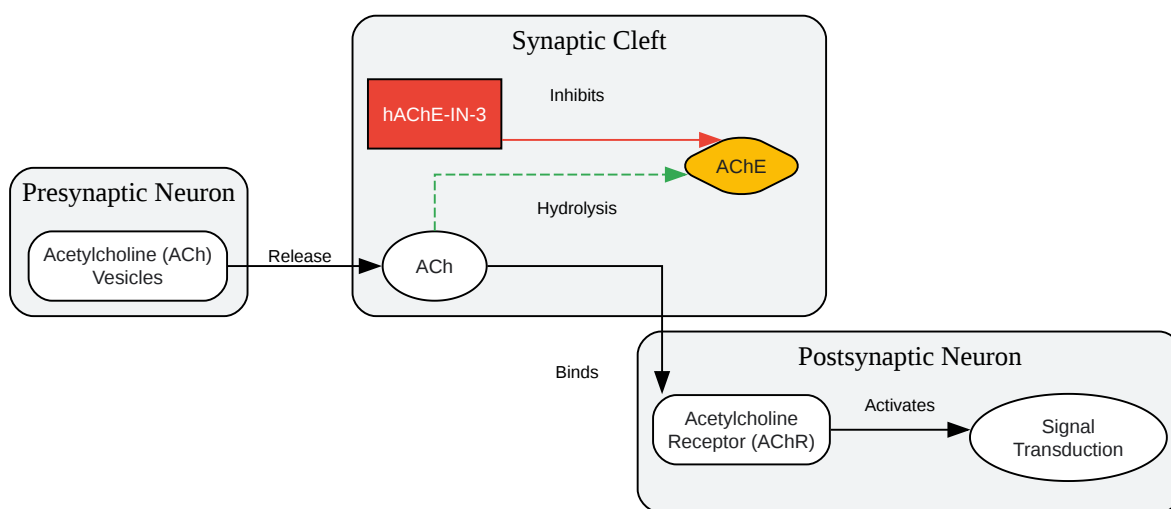 Synaptic Cleft
hAChE-IN-3
Inhibits
AChE
Hydrolysis
Presynaptic Neuron
Acetylcholine (ACh)
Vesicles
Release
ACh
Binds
Postsynaptic Neuron
Acetylcholine
Receptor (AChR)
Activates
Signal
Transduction